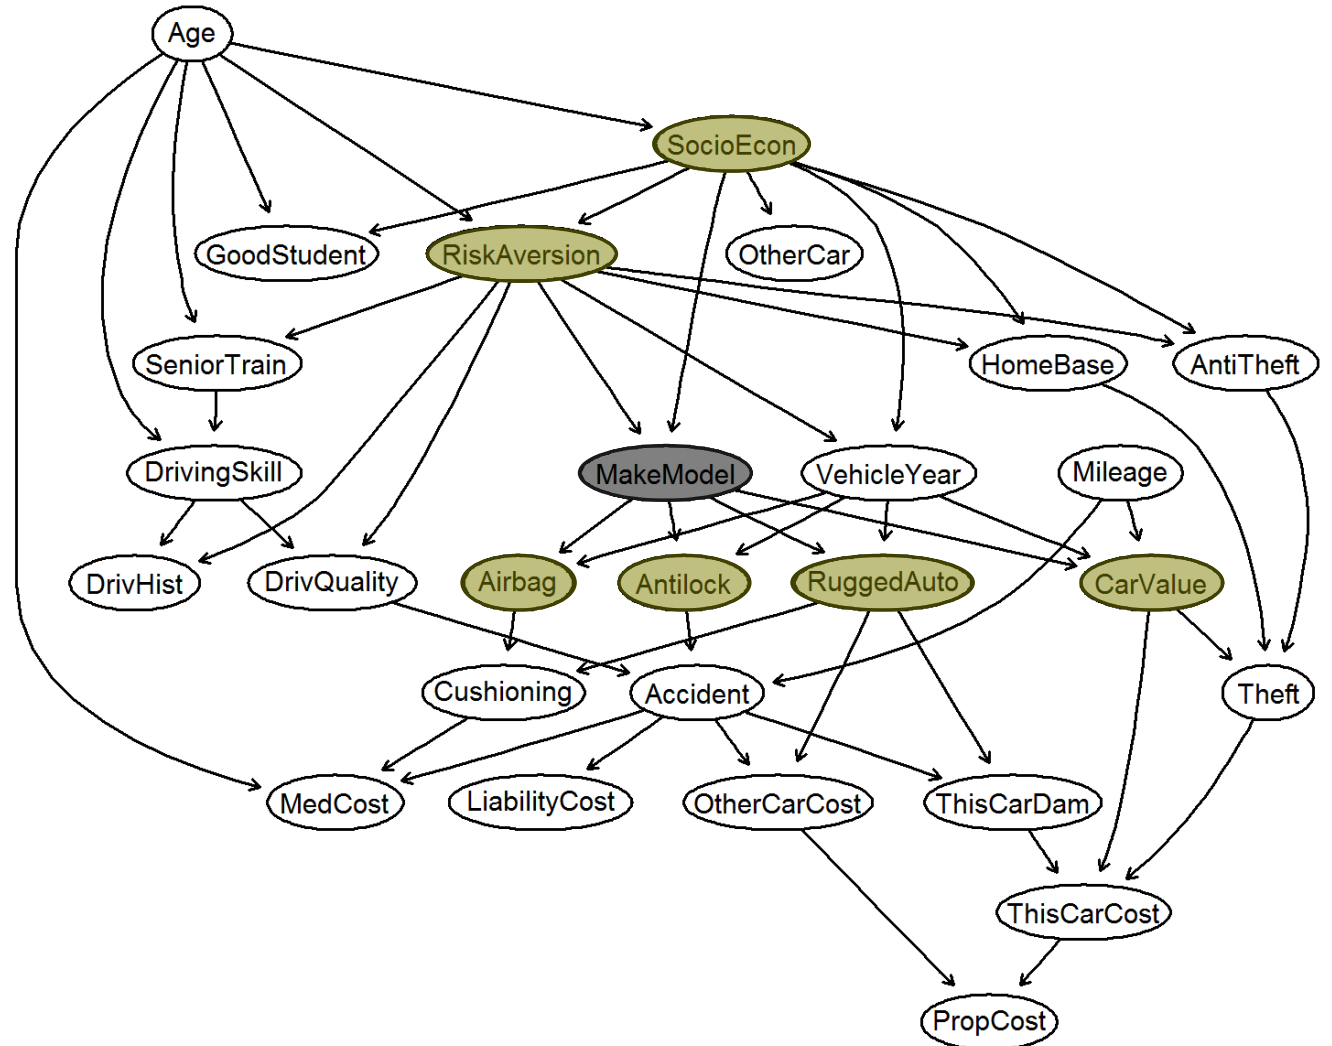 Age
SocioEcon
GoodStudent
RiskAversion
OtherCar
SeniorTrain
HomeBase
AntiTheft
DrivingSkill
MakeModel
VehicleYear
Mileage
DrivHist
DrivQuality
Airbag
Antilock
RuggedAuto
CarValue
Cushioning
Accident
Theft
MedCost
LiabilityCost
OtherCarCost
ThisCarDam
ThisCarCost
PropCost